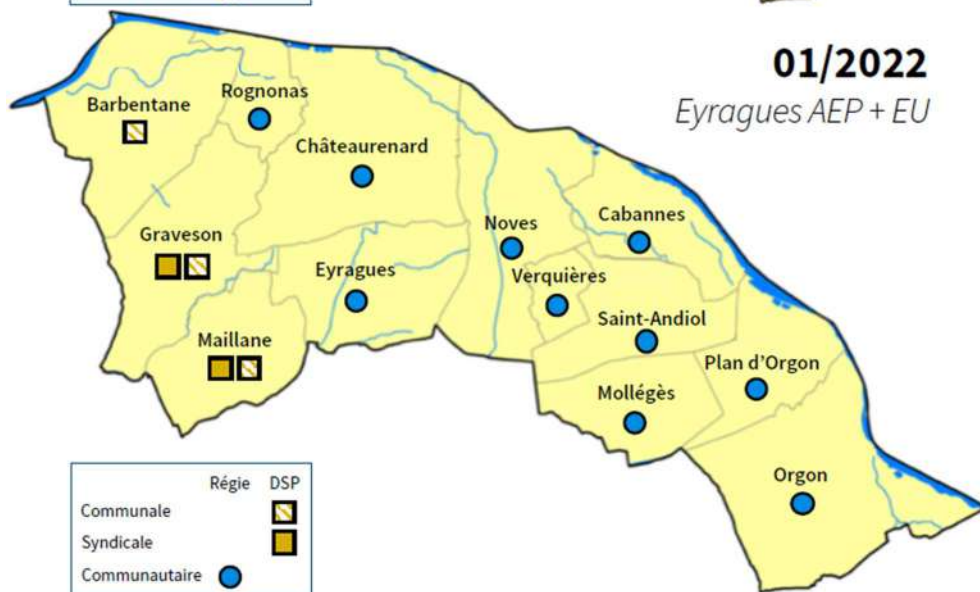 01/2022
Eyragues AEP + EU
Barbentane
Rognonas
Châteaurenard
Graveson
Eyragues
Noves
Cabannes
Verquières
Maillane
Saint-Andiol
Plan d'Orgon
Mollégès
Orgon
Régie DSP
Communale
Syndicale
Communautaire